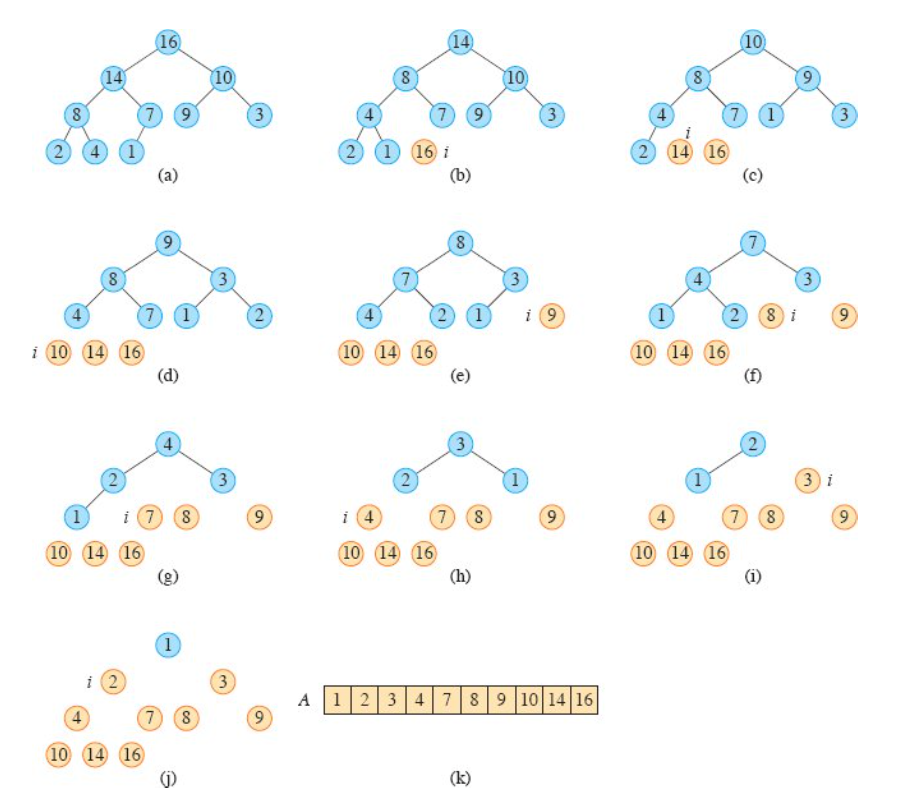 16 14 10
14 10 8 10 8 9
8 7 9 3 4 7 9 3 4 7 1 3
2 4 1 2 1 16 i 2 i 14 16
(a) (b) (c)
9 8 7
8 3 7 3 4 3
4 7 1 2 4 2 1 i 9 1 2 8 i 9
i 10 14 16 10 14 16 10 14 16
(d) (e) (f)
4 3 2
2 3 2 1 1 3 i
1 i 7 8 9 i 4 7 8 9 4 7 8 9
10 14 16 10 14 16 10 14 16
(g) (h) (i)
1
i 2 3
A 1 2 3 4 7 8 9 10 14 16
4 7 8 9
10 14 16
(j) (k)